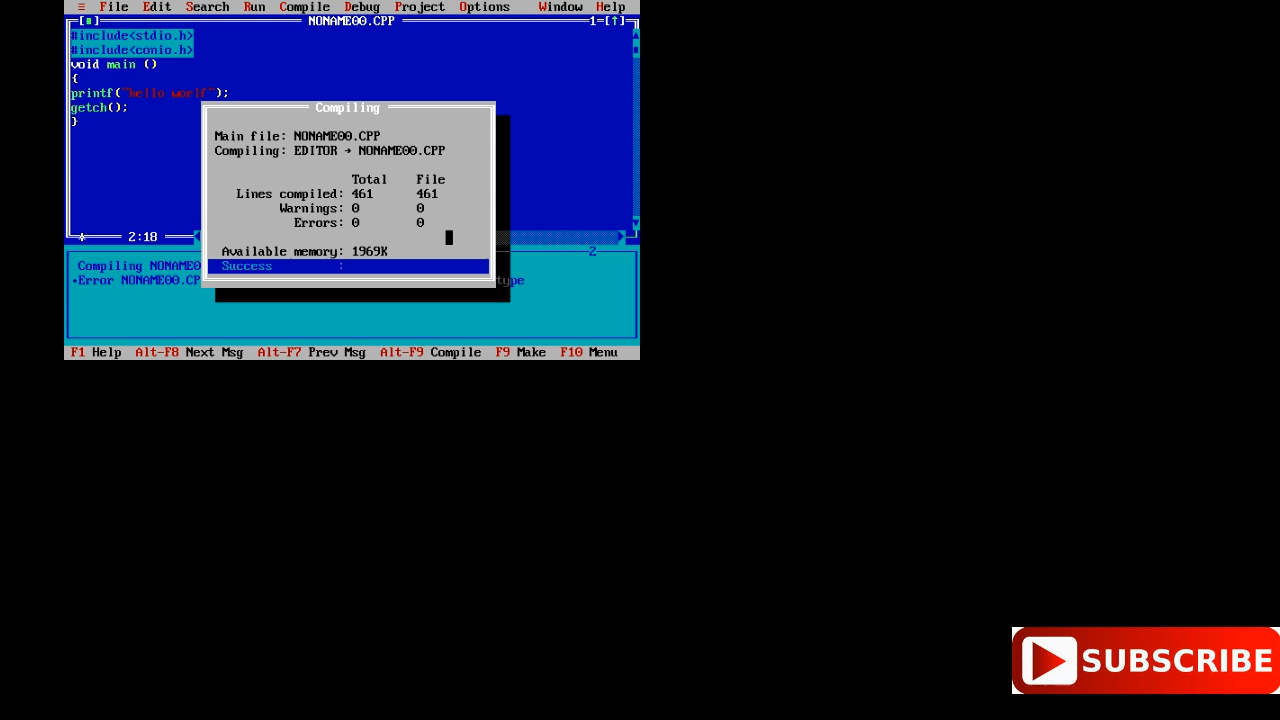 ≡ File Edit Search Run Compile Debug Project Options Window Help
[■] NONAME00.CPP 1=[↑]
#include<stdio.h>
#include<conio.h>
void main ()
{
printf("hello worlf");
getch();
}
2:18
Compiling
Main file: NONAME00.CPP
Compiling: EDITOR → NONAME00.CPP
Total File
Lines compiled: 461 461
Warnings: 0 0
Errors: 0 0
Available memory: 1969K
Success :
2
Compiling NONAME0
•Error NONAME00.CP ype
F1 Help Alt-F8 Next Msg Alt-F7 Prev Msg Alt-F9 Compile F9 Make F10 Menu
SUBSCRIBE